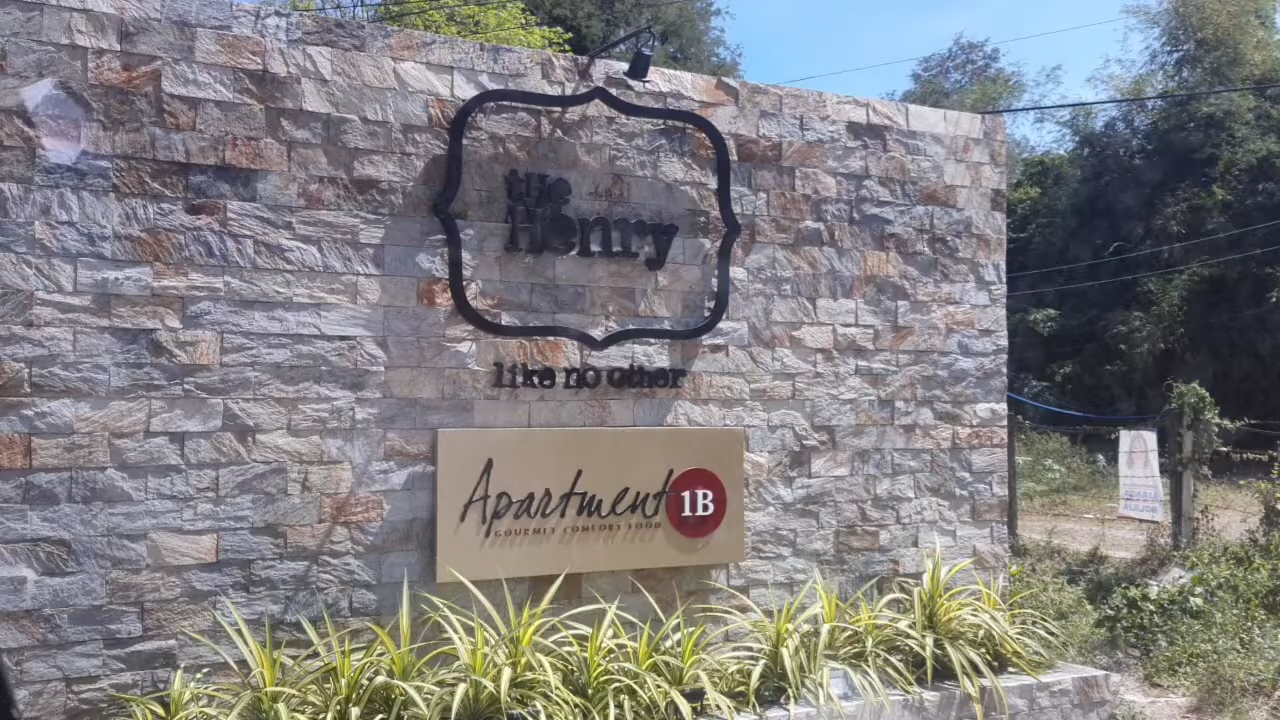 the
Henry
like no other
Apartment 1B
GOURMET COMFORT FOOD